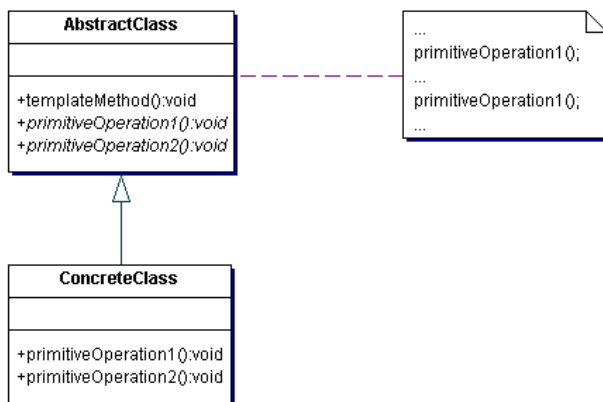 AbstractClass
+templateMethod():void
+primitiveOperation1():void
+primitiveOperation2():void
...
primitiveOperation1();
...
primitiveOperation1();
...
ConcreteClass
+primitiveOperation1():void
+primitiveOperation2():void